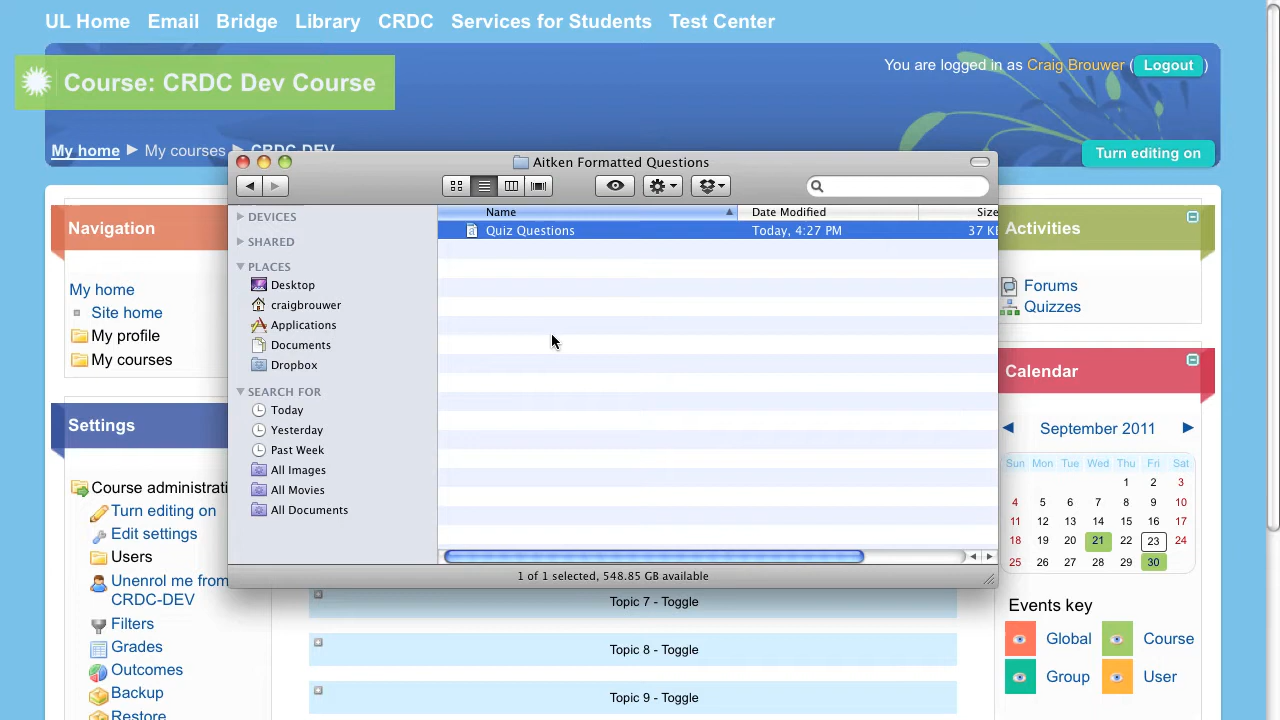 UL Home Email Bridge Library CRDC Services for Students Test Center
Course: CRDC Dev Course
You are logged in as Craig Brouwer (Logout)
My home ► My courses ► CRDC-DEV
Turn editing on
Aitken Formatted Questions
DEVICES
SHARED
PLACES
Desktop
craigbrouwer
Applications
Documents
Dropbox
SEARCH FOR
Today
Yesterday
Past Week
All Images
All Movies
All Documents
Name Date Modified Size
Quiz Questions Today, 4:27 PM 37 KB
1 of 1 selected, 548.85 GB available
Navigation
My home
Site home
My profile
My courses
Settings
Course administrati
Turn editing on
Edit settings
Users
Unenrol me from
CRDC-DEV
Filters
Grades
Outcomes
Backup
Restore
Topic 7 - Toggle
Topic 8 - Toggle
Topic 9 - Toggle
Activities
Forums
Quizzes
Calendar
◄ September 2011 ►
Sun Mon Tue Wed Thu Fri Sat
1 2 3
4 5 6 7 8 9 10
11 12 13 14 15 16 17
18 19 20 21 22 23 24
25 26 27 28 29 30
Events key
Global Course
Group User